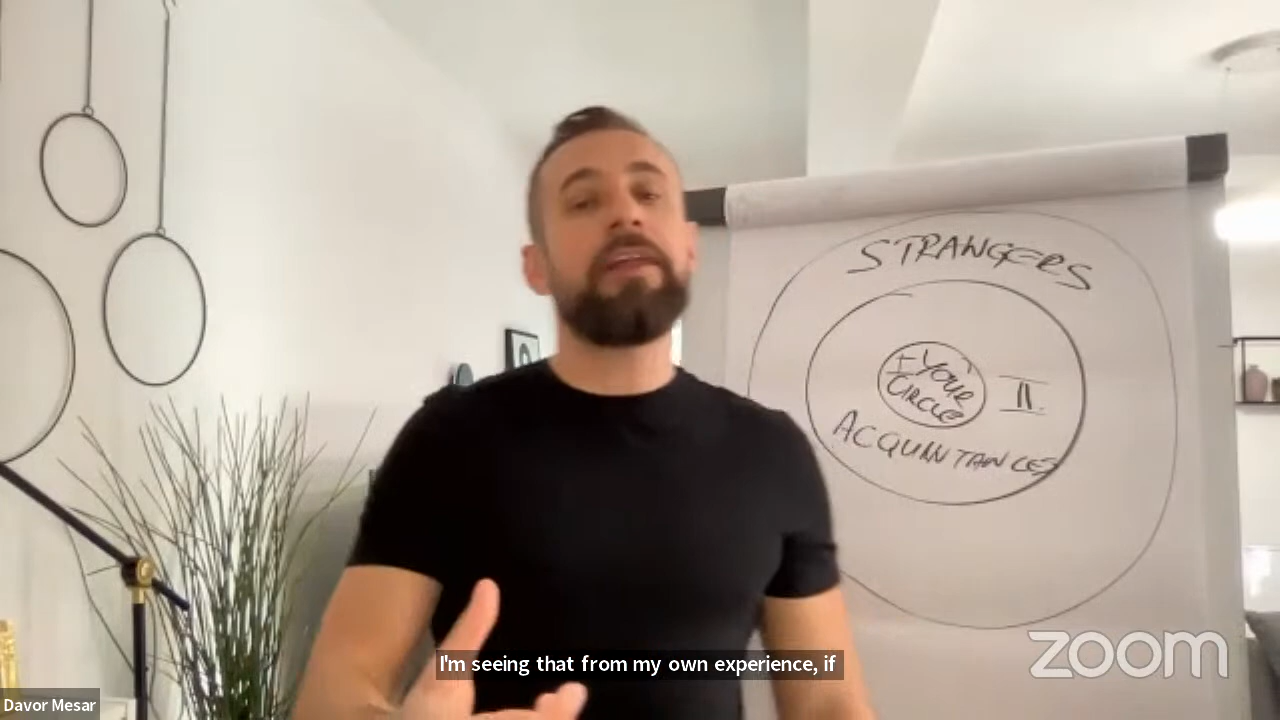 STRANGERS
I
YOUR
CIRCLE
II
ACQUINTANCES
zoom
I'm seeing that from my own experience, if
Davor Mesar